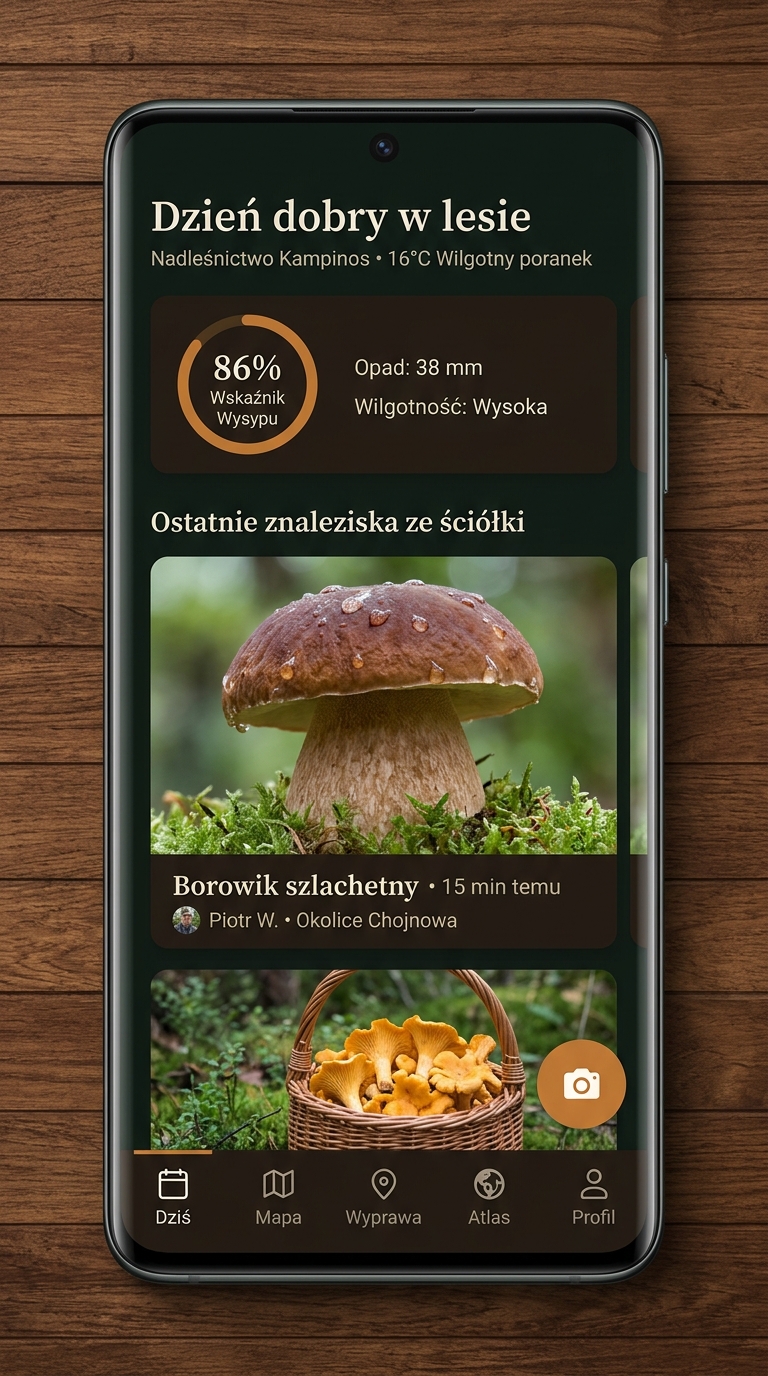 Dzień dobry w lesie
Nadleśnictwo Kampinos • 16°C Wilgotny poranek
86%
Wskaźnik
Wysypu
Opad: 38 mm
Wilgotność: Wysoka
Ostatnie znaleziska ze ściółki
Borowik szlachetny • 15 min temu
Piotr W. • Okolice Chojnowa
Dziś
Mapa
Wyprawa
Atlas
Profil